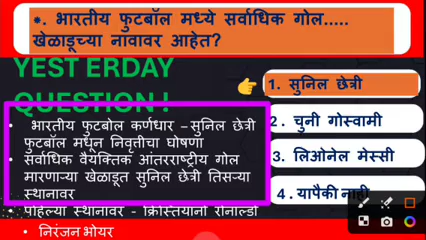 *. भारतीय फुटबॉल मध्ये सर्वाधिक गोल.....
खेळाडूच्या नावावर आहेत?
YEST ERDAY
QUESTION !
1. सुनिल छेत्री
2 . चुनी गोस्वामी
3. लिओनेल मेस्सी
4 . यापैकी नाही
• भारतीय फुटबोल कर्णधार – सुनिल छेत्री
फुटबॉल मधून निवृत्तीचा घोषणा
• सर्वाधिक वैयक्तिक आंतरराष्ट्रीय गोल
मारणाऱ्या खेळाडूत सुनिल छेत्री तिसऱ्या
स्थानावर
• पहिल्या स्थानावर - क्रिस्तियानो रोनाल्डो
• निरंजन भोयर